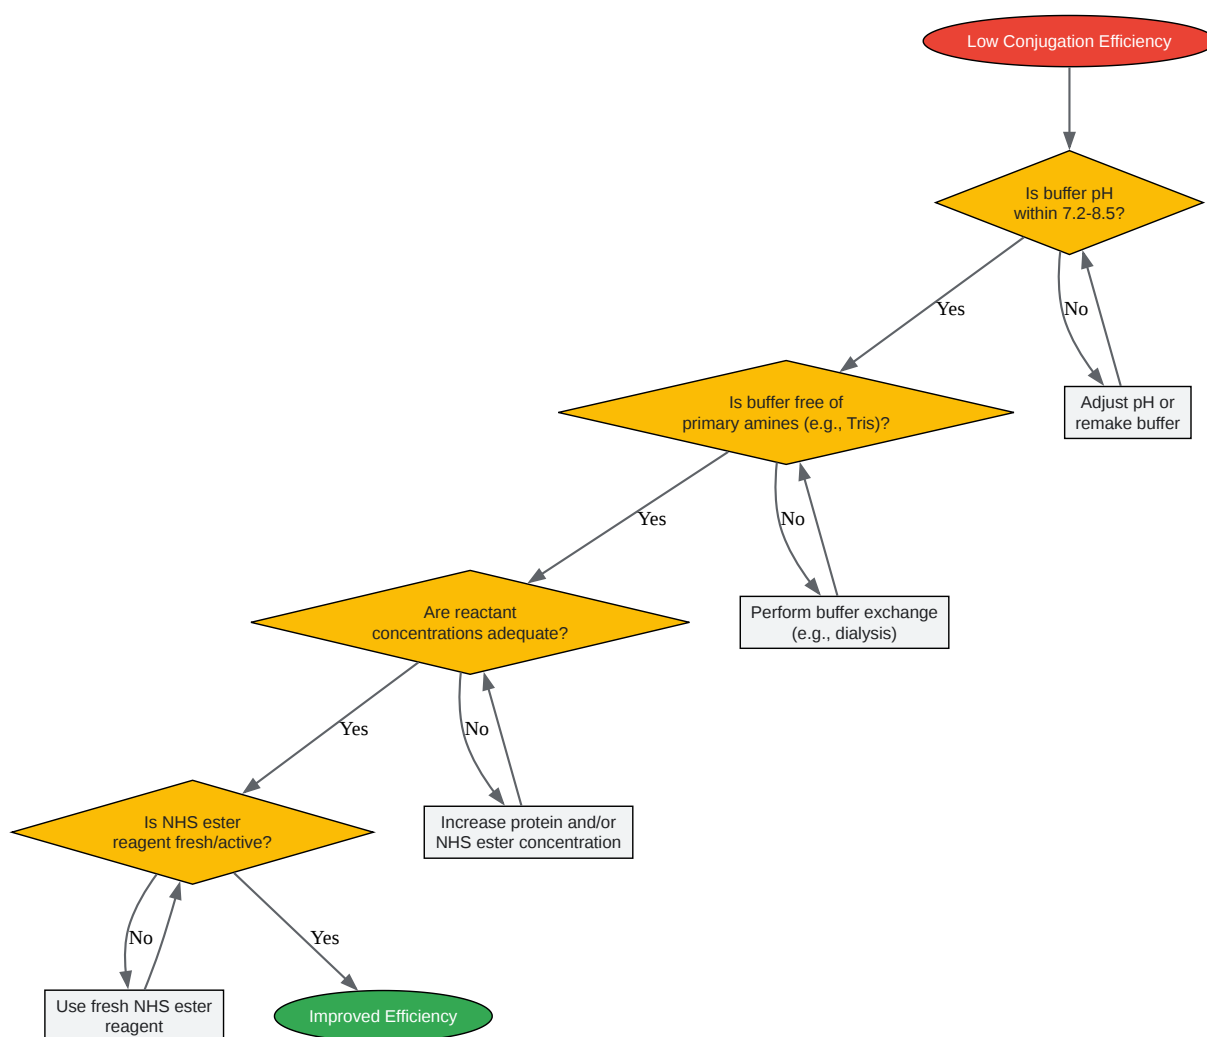 Low Conjugation Efficiency
Is buffer pH
within 7.2-8.5?
Yes
No
Adjust pH or
remake buffer
Is buffer free of
primary amines (e.g., Tris)?
Yes
No
Perform buffer exchange
(e.g., dialysis)
Are reactant
concentrations adequate?
Yes
No
Increase protein and/or
NHS ester concentration
Is NHS ester
reagent fresh/active?
No
Yes
Use fresh NHS ester
reagent
Improved Efficiency